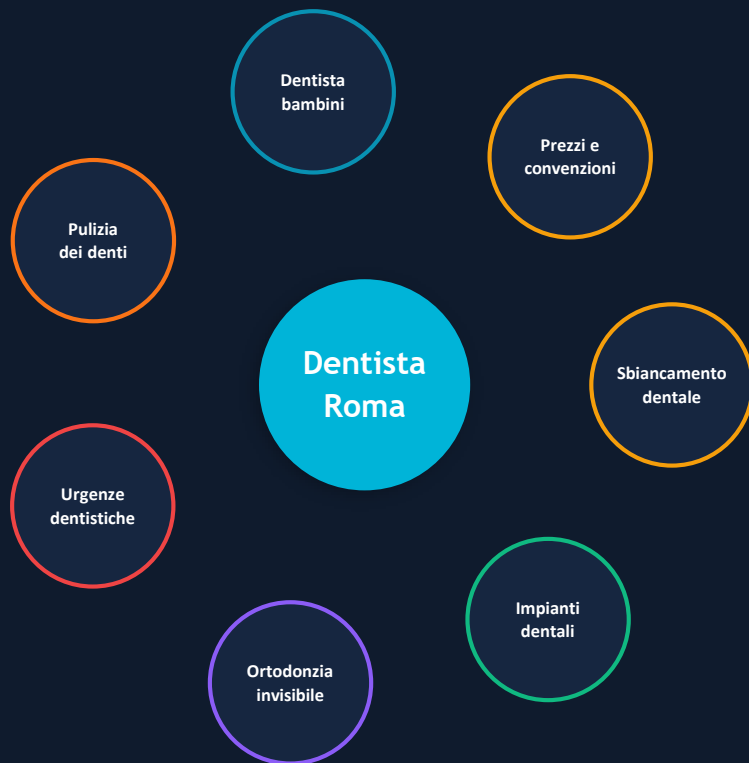 Dentista
bambini
Prezzi e
convenzioni
Pulizia
dei denti
Dentista
Roma
Sbiancamento
dentale
Urgenze
dentistiche
Impianti
dentali
Ortodonzia
invisibile